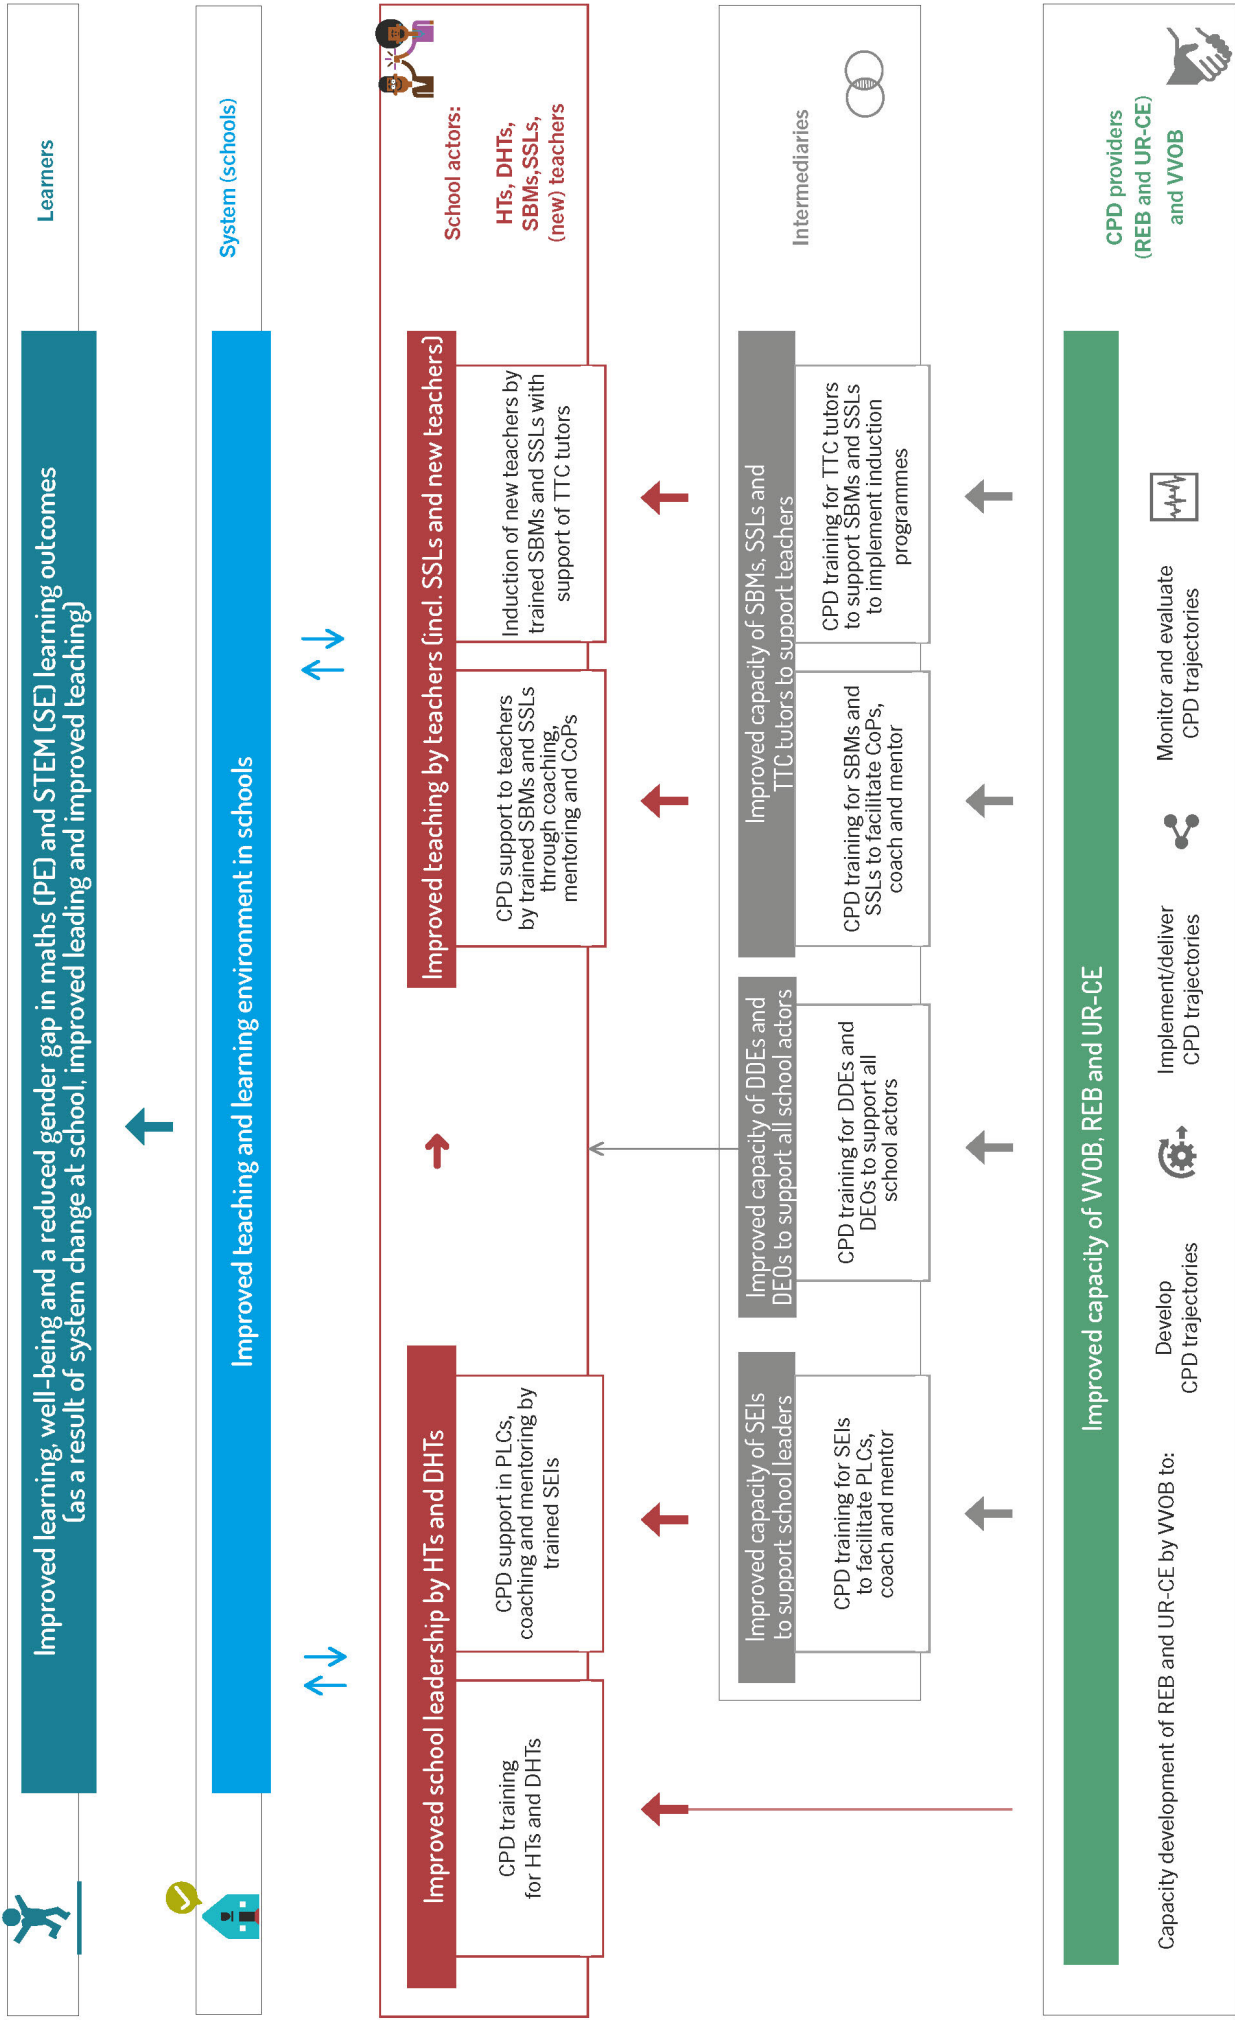 Improved learning, well-being and a reduced gender gap in maths (PE) and STEM (SE) learning outcomes
(as a result of system change at school, improved leading and improved teaching)
Learners
Improved teaching and learning environment in schools
System (schools)
Improved school leadership by HTs and DHTs
CPD training
for HTs and DHTs
CPD support in PLCs,
coaching and mentoring by
trained SEIs
Improved teaching by teachers (incl. SSLs and new teachers)
CPD support to teachers
by trained SBMs and SSLs
through coaching,
mentoring and CoPs
Induction of new teachers by
trained SBMs and SSLs with
support of TTC tutors
School actors:
HTs, DHTs,
SBMs,SSLs,
(new) teachers
Improved capacity of SEIs
to support school leaders
CPD training for SEIs
to facilitate PLCs,
coach and mentor
Improved capacity of DDEs and
DEOs to support all school actors
CPD training for DDEs and
DEOs to support all
school actors
Improved capacity of SBMs, SSLs and
TTC tutors to support teachers
CPD training for SBMs and
SSLs to facilitate CoPs,
coach and mentor
CPD training for TTC tutors
to support SBMs and SSLs
to implement induction
programmes
Intermediaries
Improved capacity of VVOB, REB and UR-CE
Capacity development of REB and UR-CE by VVOB to:
Develop
CPD trajectories
Implement/deliver
CPD trajectories
Monitor and evaluate
CPD trajectories
CPD providers
(REB and UR-CE)
and VVOB